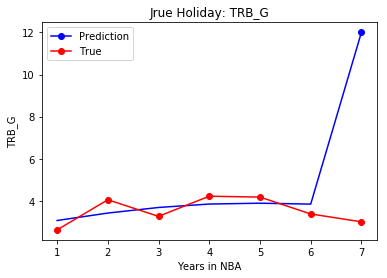 Jrue Holiday: TRB_G
Prediction
True
TRB_G
12
10
8
6
4
1 2 3 4 5 6 7
Years in NBA